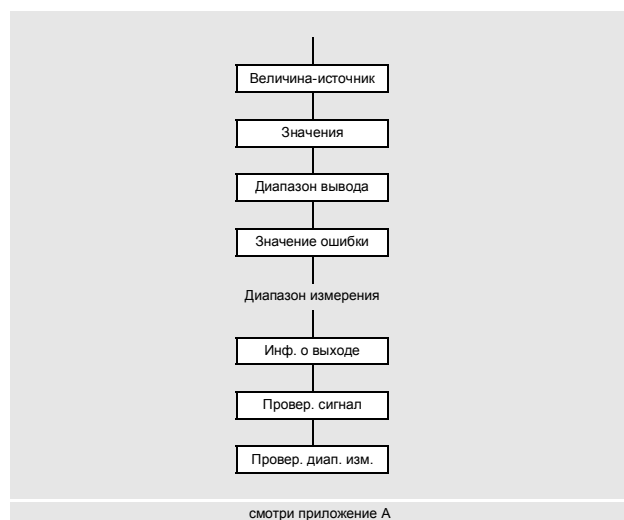 Величина-источник
Значения
Диапазон вывода
Значение ошибки
Диапазон измерения
Инф. о выходе
Провер. сигнал
Провер. диап. изм.
смотри приложение А